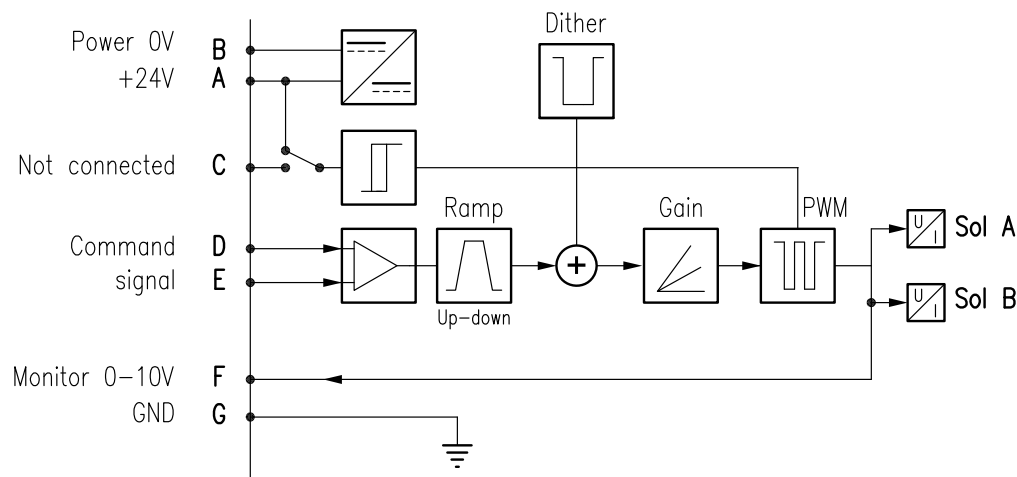 Dither
Power 0V B
+24V A
Not connected C
Ramp
Gain
PWM
Command D
signal E
U
I
Sol A
U
I
Sol B
Up-down
Monitor 0-10V F
GND G